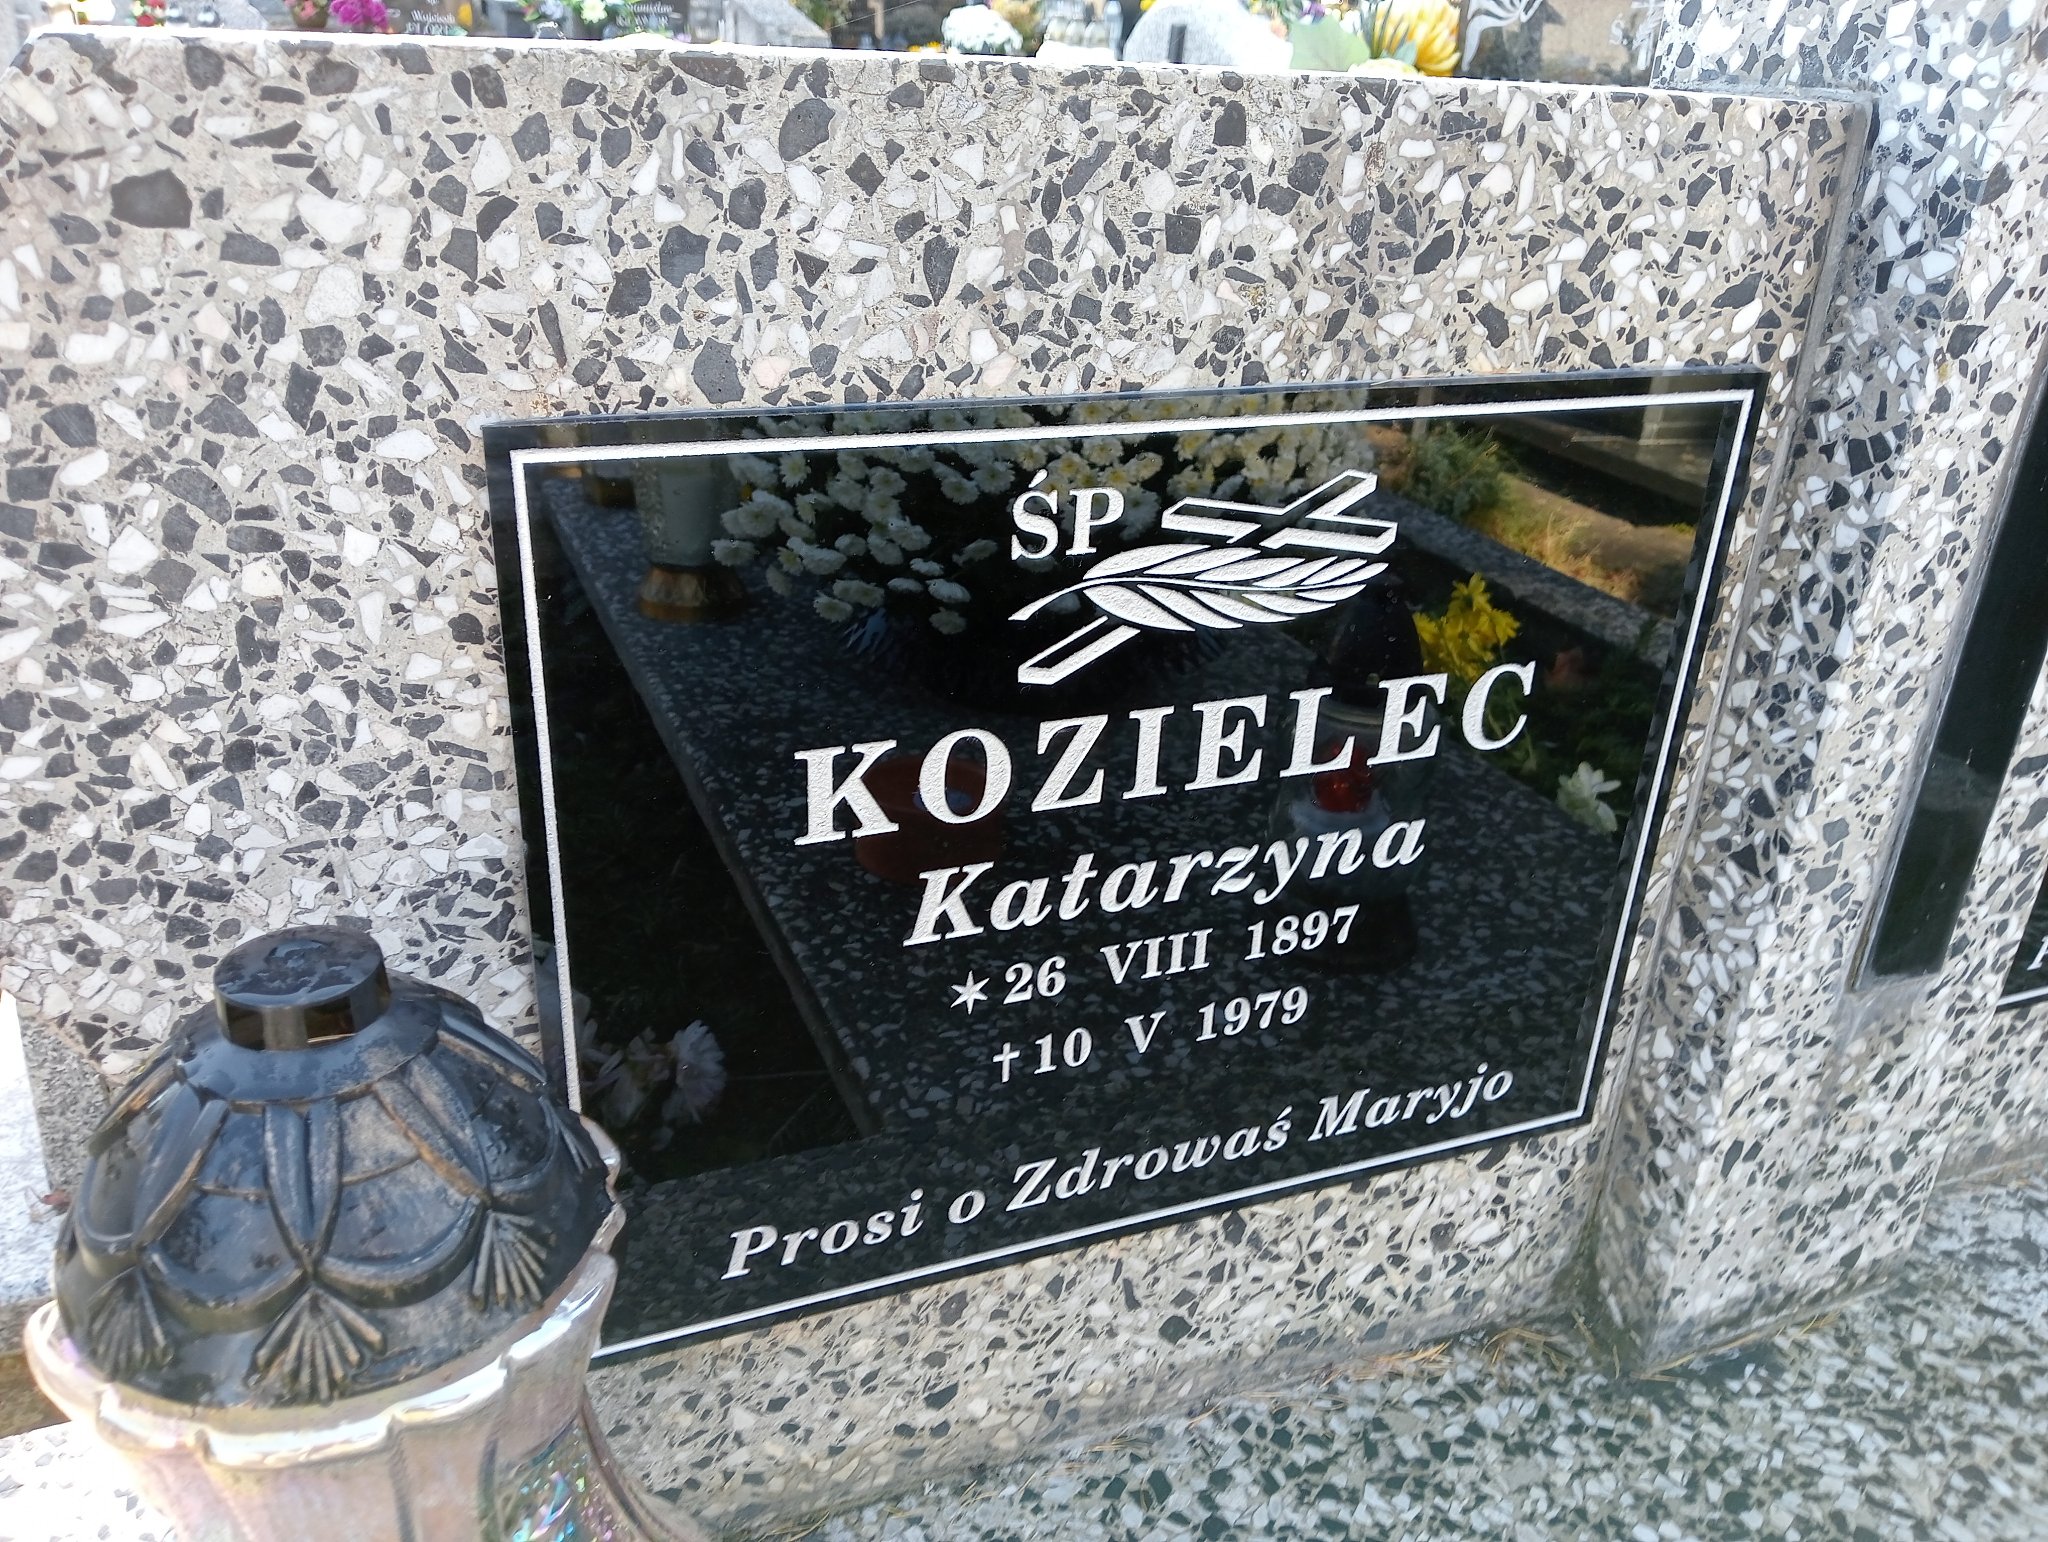 ŚP
KOZIELEC
Katarzyna
* 26 VIII 1897
† 10 V 1979
Prosi o Zdrowaś Maryjo